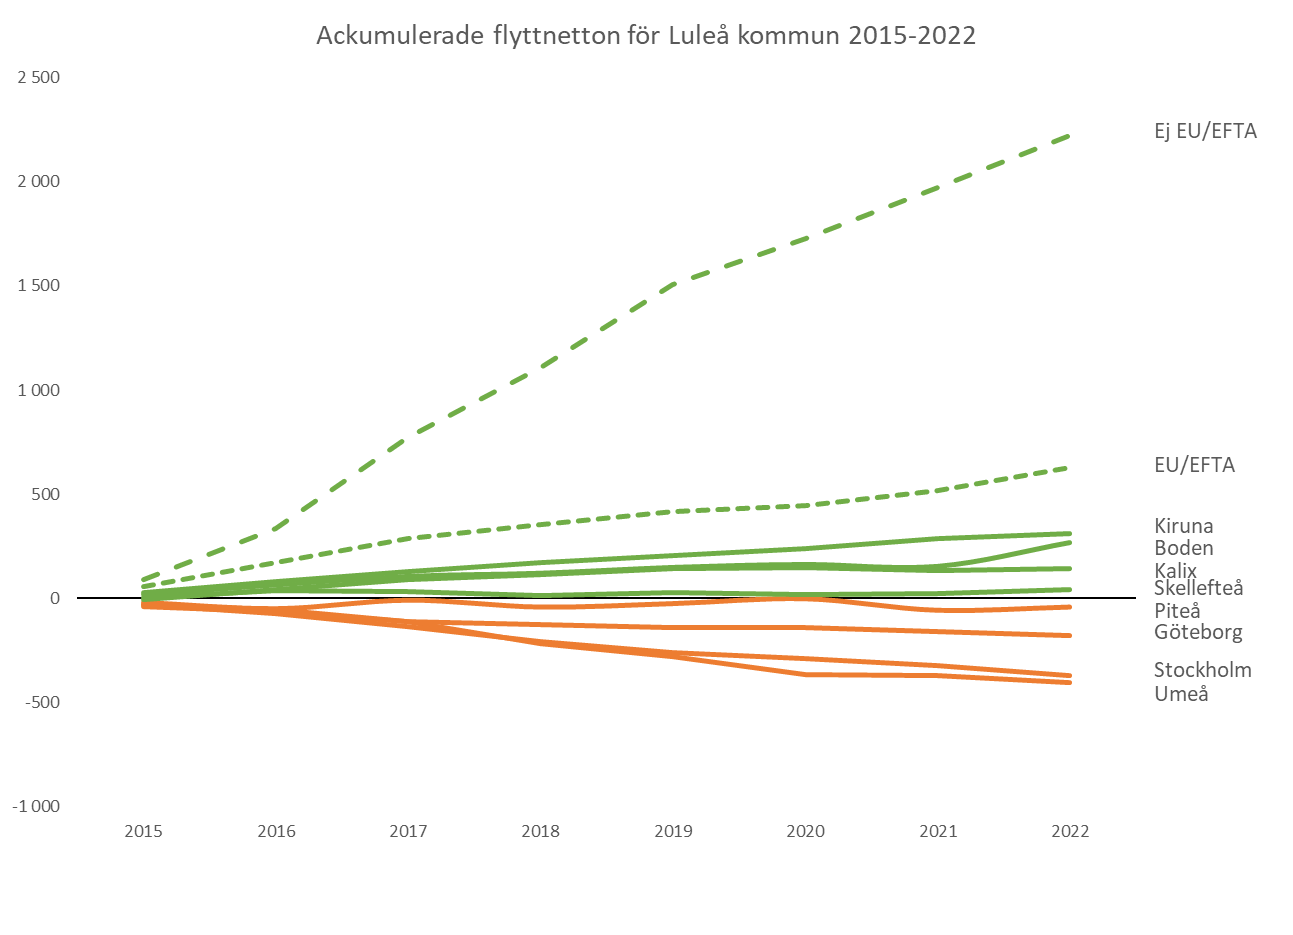 Ackumulerade flyttnetton för Luleå kommun 2015-2022
2 500
2 000
1 500
1 000
500
0
-500
-1 000
2015 2016 2017 2018 2019 2020 2021 2022
Ej EU/EFTA
EU/EFTA
Kiruna
Boden
Kalix
Skellefteå
Piteå
Göteborg
Stockholm
Umeå